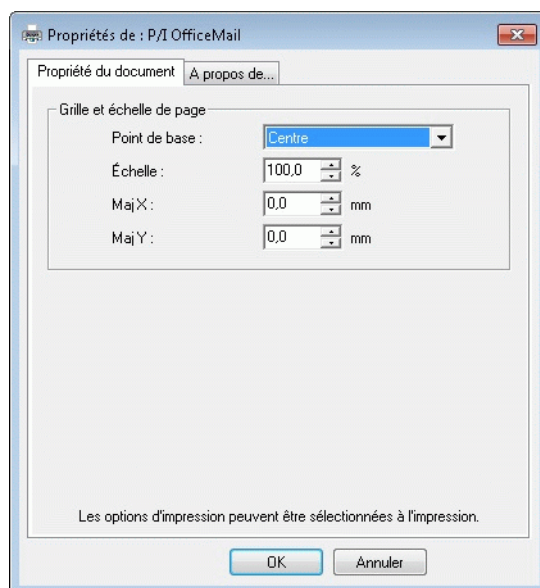 Propriétés de : P/I OfficeMail
Propriété du document A propos de...
Grille et échelle de page
Point de base : Centre
Échelle : 100,0 %
Maj X : 0,0 mm
Maj Y : 0,0 mm
Les options d'impression peuvent être sélectionnées à l'impression.
OK Annuler